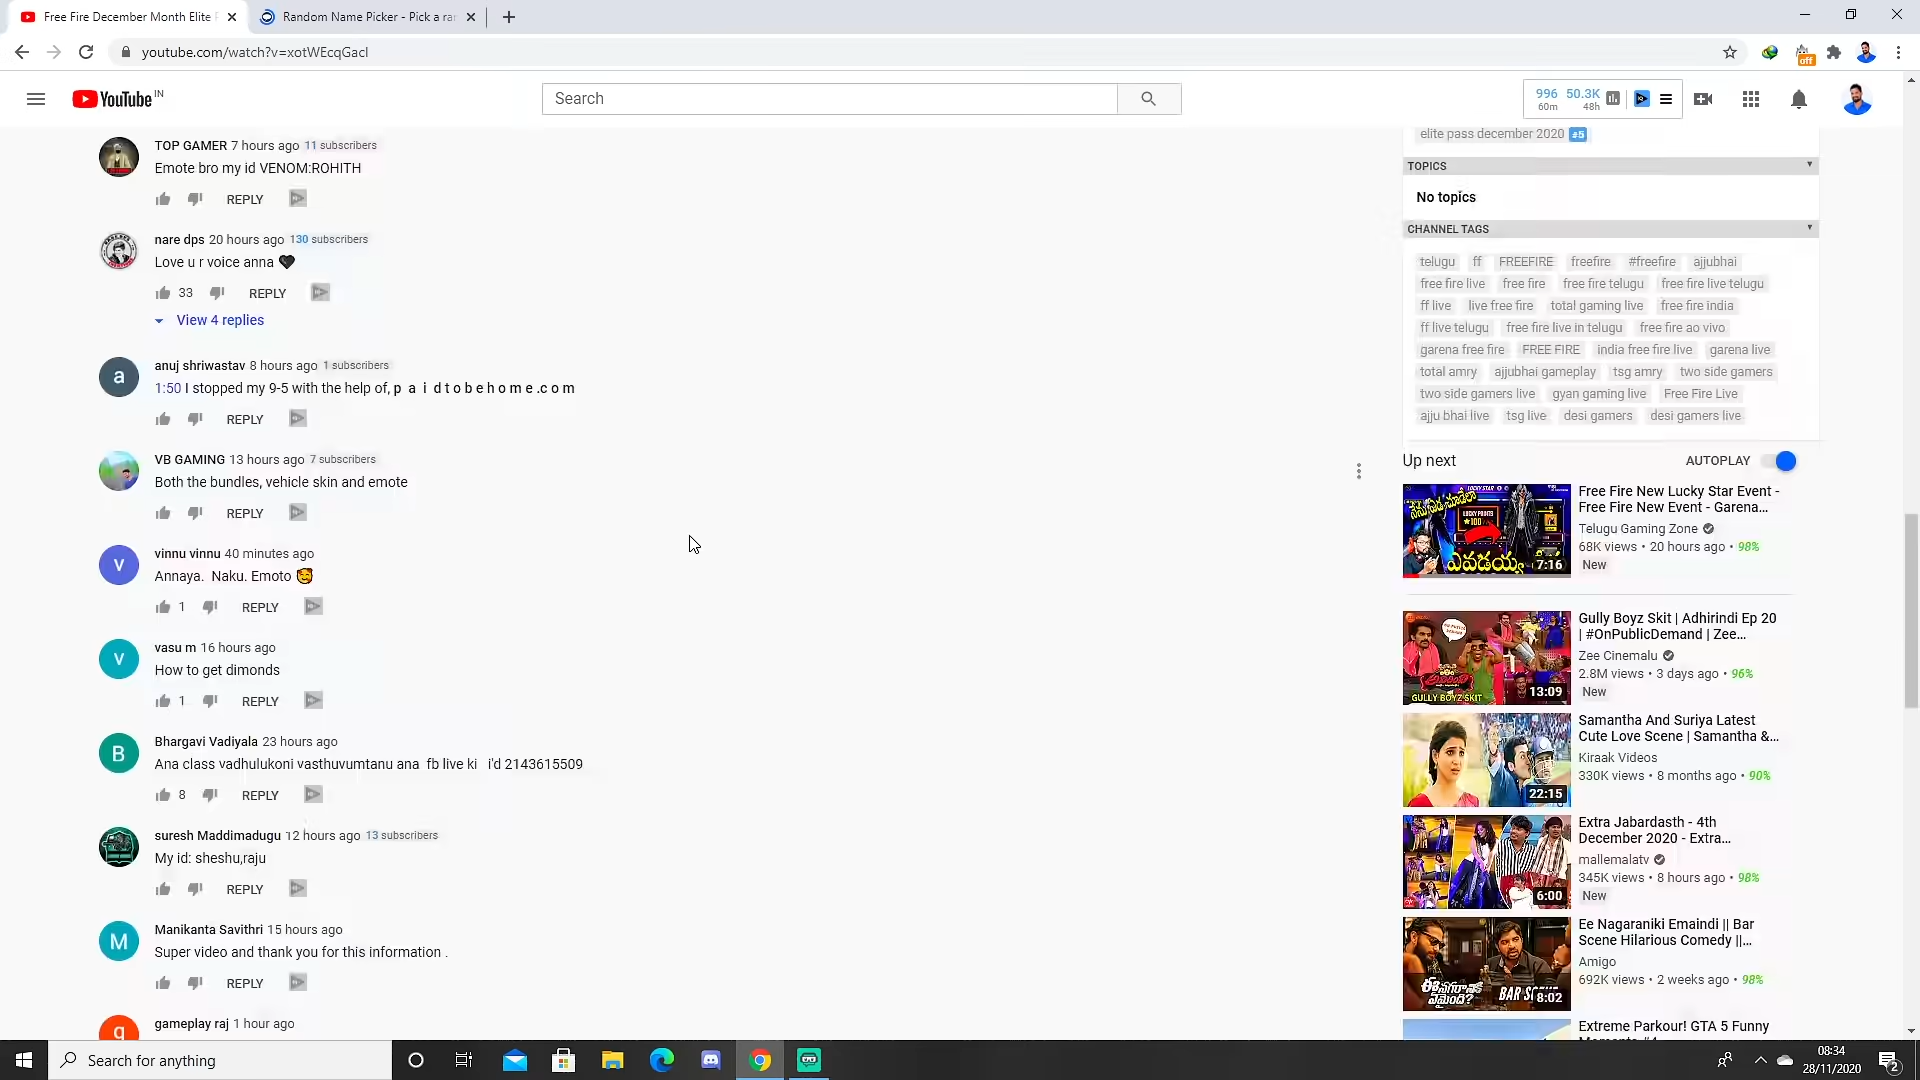 Free Fire December Month Elite P
Random Name Picker - Pick a ran
youtube.com/watch?v=xotWEcqGacI
off
YouTube IN
Search
996 50.3K
60m 48h
TOP GAMER 7 hours ago 11 subscribers
Emote bro my id VENOM:ROHITH
REPLY
nare dps 20 hours ago 130 subscribers
Love u r voice anna 🖤
33 REPLY
View 4 replies
a
anuj shriwastav 8 hours ago 1 subscribers
1:50 I stopped my 9-5 with the help of, p a i d t o b e h o m e .c o m
REPLY
VB GAMING 13 hours ago 7 subscribers
Both the bundles, vehicle skin and emote
REPLY
v
vinnu vinnu 40 minutes ago
Annaya. Naku. Emoto 🥰
1 REPLY
v
vasu m 16 hours ago
How to get dimonds
1 REPLY
B
Bhargavi Vadiyala 23 hours ago
Ana class vadhulukoni vasthuvumtanu ana fb live ki i'd 2143615509
8 REPLY
suresh Maddimadugu 12 hours ago 13 subscribers
My id: sheshu,raju
REPLY
M
Manikanta Savithri 15 hours ago
Super video and thank you for this information .
REPLY
g
gameplay raj 1 hour ago
elite pass december 2020 #5
TOPICS
No topics
CHANNEL TAGS
telugu ff FREEFIRE freefire #freefire ajjubhai
free fire live free fire free fire telugu free fire live telugu
ff live live free fire total gaming live free fire india
ff live telugu free fire live in telugu free fire ao vivo
garena free fire FREE FIRE india free fire live garena live
total amry ajjubhai gameplay tsg amry two side gamers
two side gamers live gyan gaming live Free Fire Live
ajju bhai live tsg live desi gamers desi gamers live
Up next AUTOPLAY
LUCKY STAR
LUCKY POINTS
100
7:16
Free Fire New Lucky Star Event -
Free Fire New Event - Garena...
Telugu Gaming Zone
68K views • 20 hours ago • 98%
New
GULLY BOYZ SKIT
13:09
Gully Boyz Skit | Adhirindi Ep 20
| #OnPublicDemand | Zee...
Zee Cinemalu
2.8M views • 3 days ago • 96%
New
22:15
Samantha And Suriya Latest
Cute Love Scene | Samantha &...
Kiraak Videos
330K views • 8 months ago • 90%
6:00
Extra Jabardasth - 4th
December 2020 - Extra...
mallemalatv
345K views • 8 hours ago • 98%
New
ఈ నగరానికి
ఏమైంది?
8:02
Ee Nagaraniki Emaindi || Bar
Scene Hilarious Comedy ||...
Amigo
692K views • 2 weeks ago • 98%
Extreme Parkour! GTA 5 Funny
Search for anything
08:34
28/11/2020
2